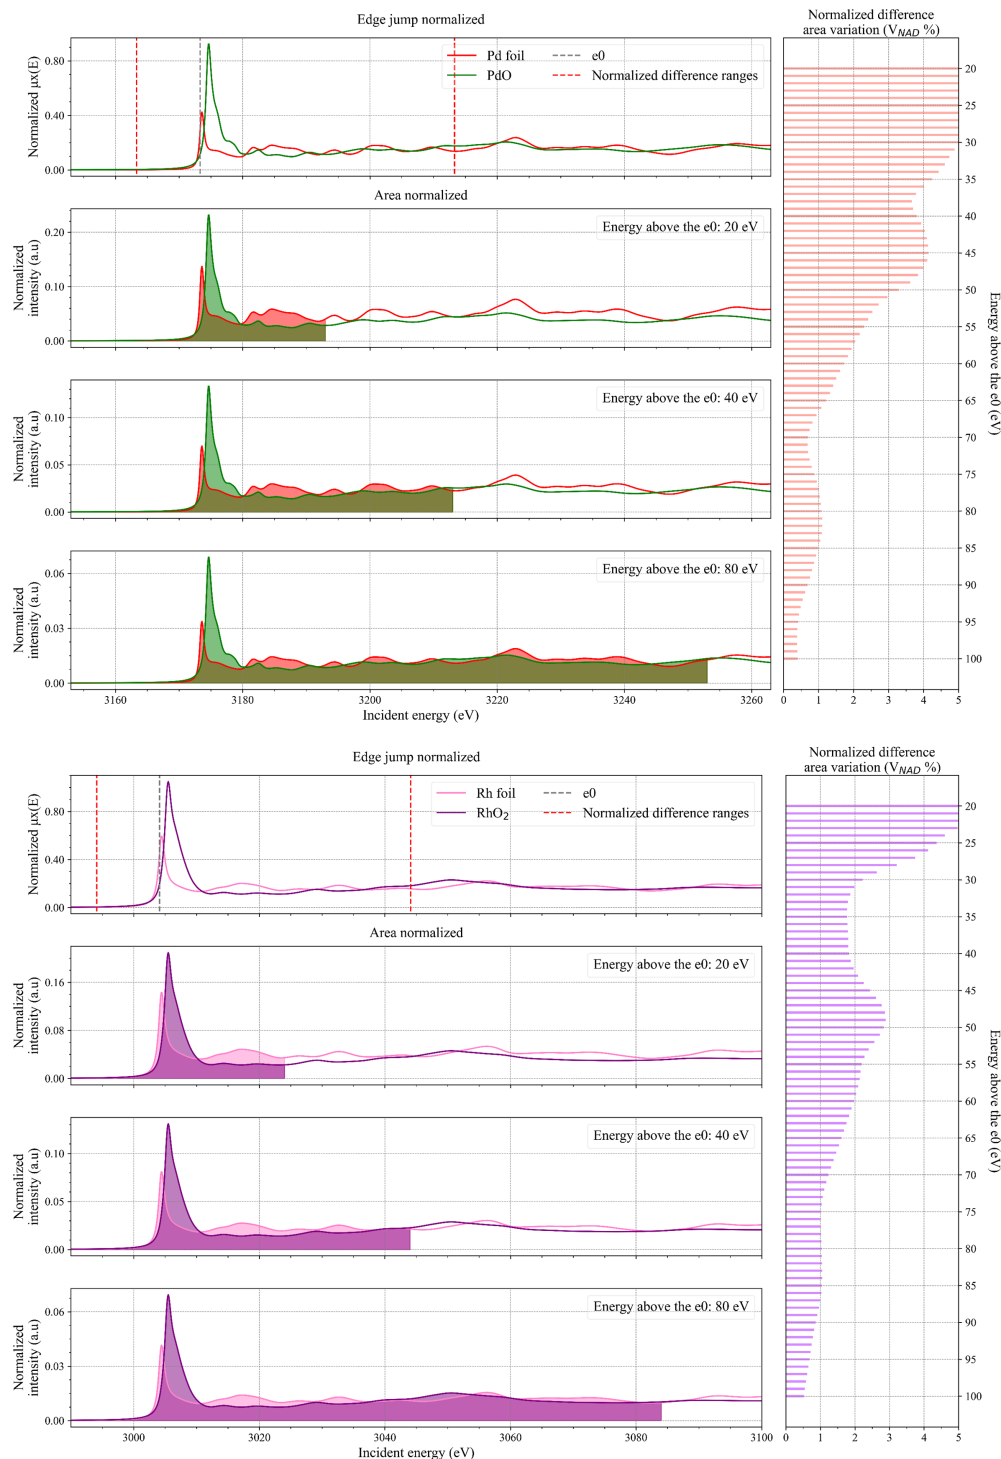 Edge jump normalized
Normalized μx(E)
0.80
0.40
0.00
Pd foil
PdO
e0
Normalized difference ranges
Area normalized
Normalized
intensity (a.u)
0.20
0.10
0.00
Energy above the e0: 20 eV
Normalized
intensity (a.u)
0.10
0.05
0.00
Energy above the e0: 40 eV
Normalized
intensity (a.u)
0.06
0.03
0.00
Energy above the e0: 80 eV
3160 3180 3200 3220 3240 3260
Incident energy (eV)
Normalized difference
area variation (V_NAD %)
20
25
30
35
40
45
50
55
60
65
70
75
80
85
90
95
100
Energy above the e0 (eV)
0 1 2 3 4 5
Edge jump normalized
Normalized μx(E)
0.80
0.40
0.00
Rh foil
RhO₂
e0
Normalized difference ranges
Area normalized
Normalized
intensity (a.u)
0.16
0.08
0.00
Energy above the e0: 20 eV
Normalized
intensity (a.u)
0.10
0.05
0.00
Energy above the e0: 40 eV
Normalized
intensity (a.u)
0.06
0.03
0.00
Energy above the e0: 80 eV
3000 3020 3040 3060 3080 3100
Incident energy (eV)
Normalized difference
area variation (V_NAD %)
20
25
30
35
40
45
50
55
60
65
70
75
80
85
90
95
100
Energy above the e0 (eV)
0 1 2 3 4 5